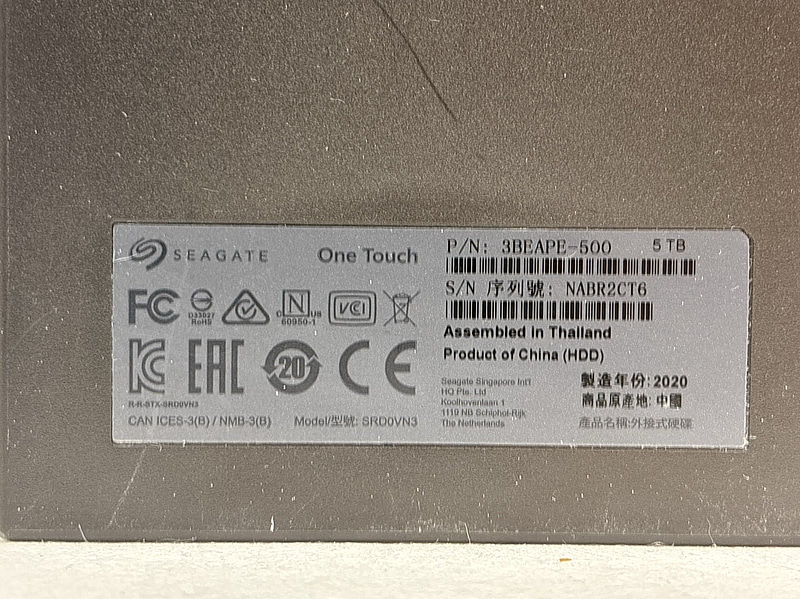 SEAGATE One Touch
P/N: 3BEAPE-500 5 TB
S/N 序列號: NABR2CT6
FC D33027 RoHS N C US 60950-1 VCCI
Assembled in Thailand
Product of China (HDD)
EAC 20 CE
R-R-STX-SRD0VN3
CAN ICES-3(B) / NMB-3(B) Model/型號: SRD0VN3
Seagate Singapore Int'l
HQ Pte. Ltd
Koolhovenlaan 1
1119 NB Schiphol-Rijk
The Netherlands
製造年份: 2020
商品原產地: 中國
產品名稱:外接式硬碟